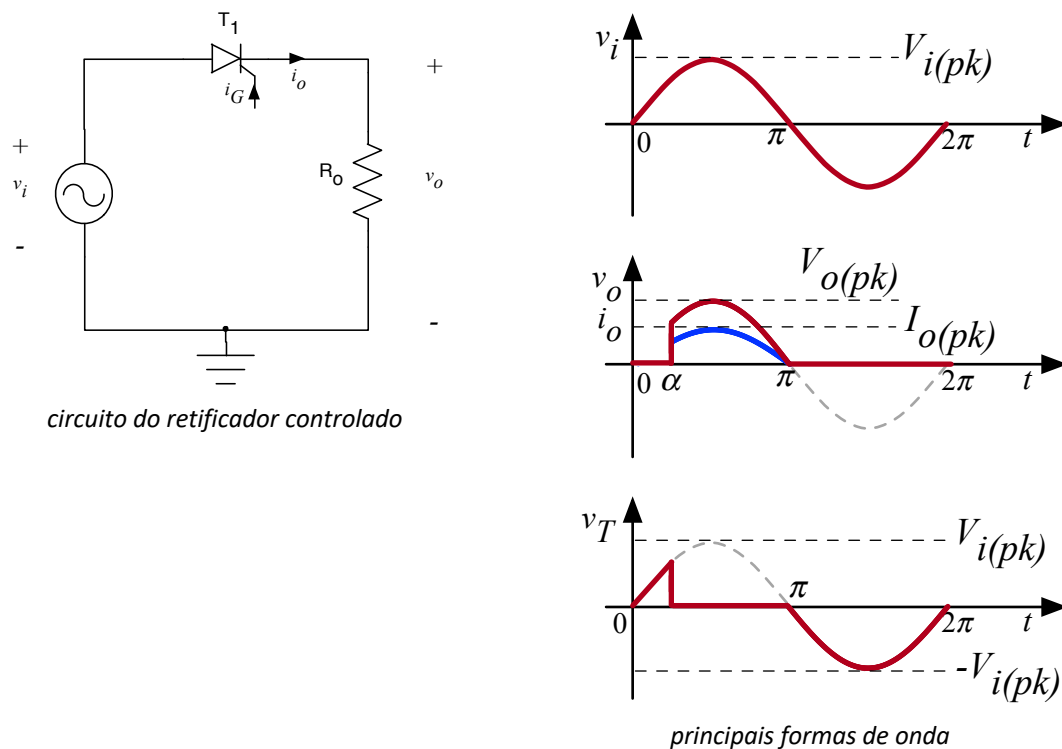 T1
iG
io
+
vi
-
Ro
+
vo
-
circuito do retificador controlado
vi
Vi(pk)
0
π
2π
t
vo
Vo(pk)
io
Io(pk)
0
α
π
2π
t
vT
Vi(pk)
π
0
2π
t
-Vi(pk)
principais formas de onda